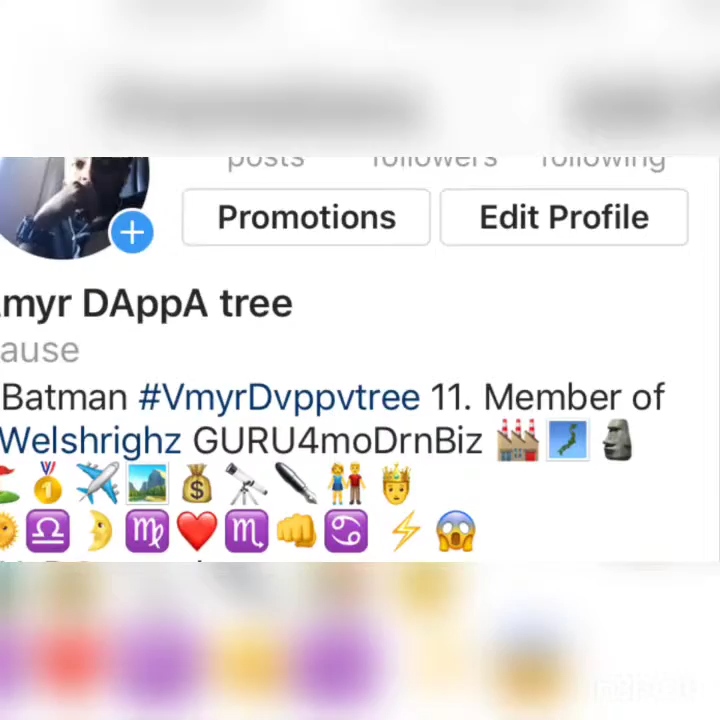 posts followers following
Promotions Edit Profile
myr DAppA tree
ause
Batman #VmyrDvppvtree 11. Member of
Welshrighz GURU4moDrnBiz 🏭🗾🗿
⛳🥇✈️🏞️💰🔭✒️👫🤴
🌞♎🌛♍❤️♏👊♋⚡😱